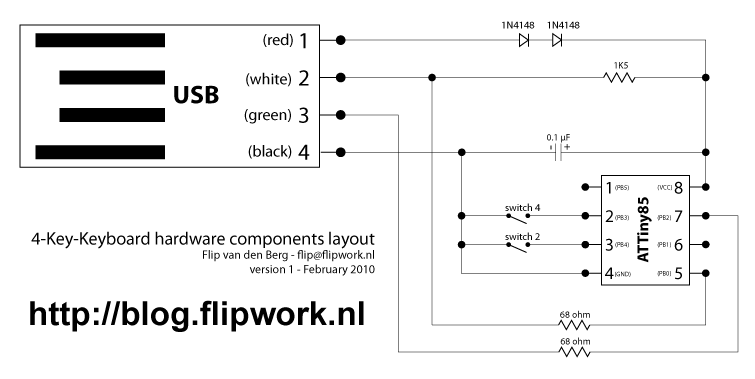 1N4148 1N4148
(red) 1
1K5
(white) 2
USB
(green) 3
0.1 µF
- +
(black) 4
1 (PB5) (VCC) 8
switch 4
2 (PB3) (PB2) 7
ATTiny85
switch 2
3 (PB4) (PB1) 6
4 (GND) (PB0) 5
4-Key-Keyboard hardware components layout
Flip van den Berg - flip@flipwork.nl
version 1 - February 2010
http://blog.flipwork.nl
68 ohm
68 ohm